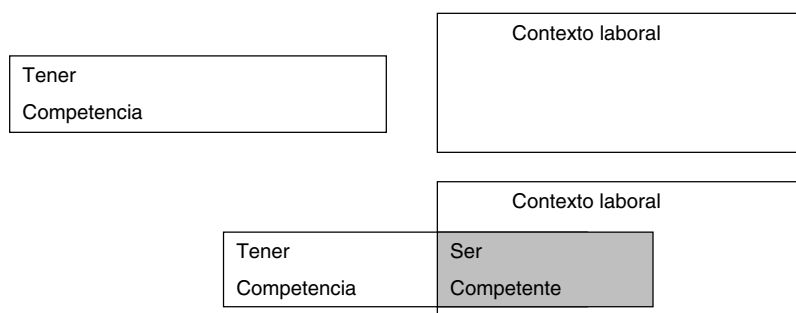 Contexto laboral
Tener
Competencia
Contexto laboral
Tener
Competencia
Ser
Competente